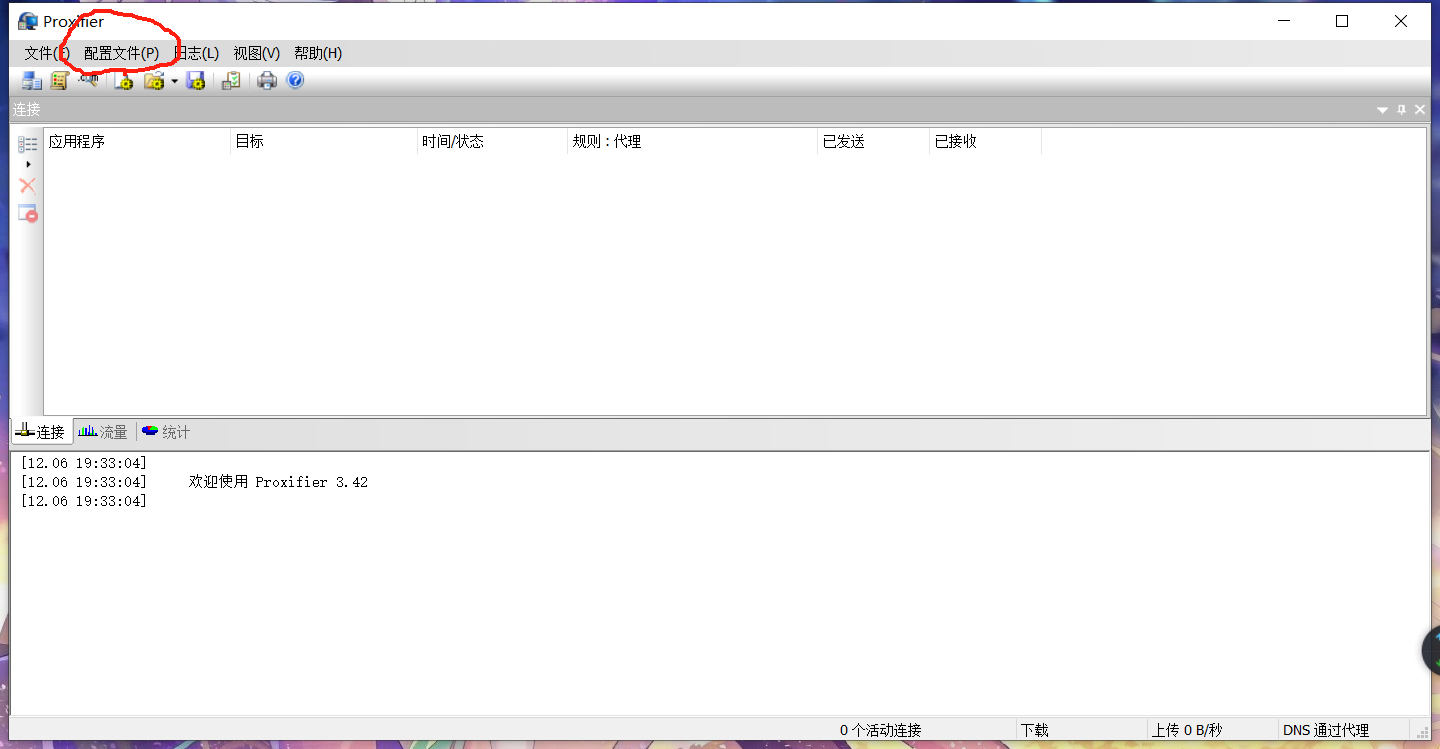 Proxifier
文件(F) 配置文件(P) 日志(L) 视图(V) 帮助(H)
连接
应用程序 目标 时间/状态 规则 : 代理 已发送 已接收
连接 流量 统计
[12.06 19:33:04]
[12.06 19:33:04] 欢迎使用 Proxifier 3.42
[12.06 19:33:04]
0 个活动连接 下载 上传 0 B/秒 DNS 通过代理